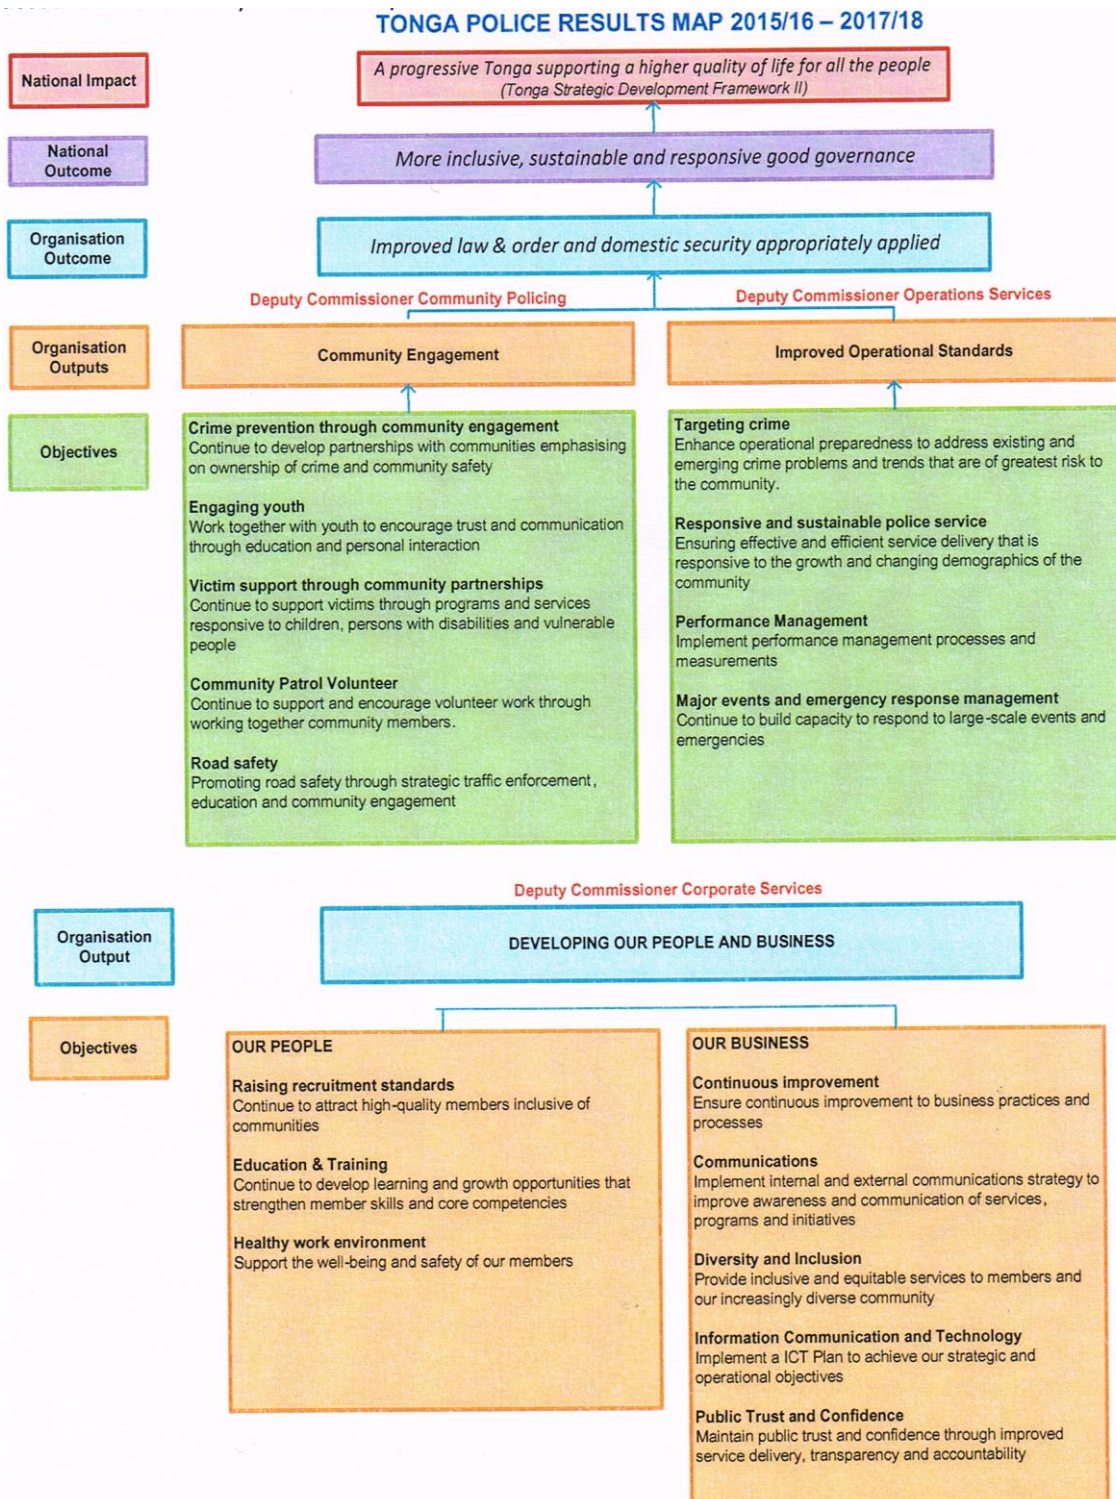 TONGA POLICE RESULTS MAP 2015/16 – 2017/18
National Impact
A progressive Tonga supporting a higher quality of life for all the people
(Tonga Strategic Development Framework II)
National
Outcome
More inclusive, sustainable and responsive good governance
Organisation
Outcome
Improved law & order and domestic security appropriately applied
Deputy Commissioner Community Policing
Deputy Commissioner Operations Services
Organisation
Outputs
Community Engagement
Improved Operational Standards
Objectives
Crime prevention through community engagement
Continue to develop partnerships with communities emphasising
on ownership of crime and community safety
Engaging youth
Work together with youth to encourage trust and communication
through education and personal interaction
Victim support through community partnerships
Continue to support victims through programs and services
responsive to children, persons with disabilities and vulnerable
people
Community Patrol Volunteer
Continue to support and encourage volunteer work through
working together community members.
Road safety
Promoting road safety through strategic traffic enforcement,
education and community engagement
Targeting crime
Enhance operational preparedness to address existing and
emerging crime problems and trends that are of greatest risk to
the community.
Responsive and sustainable police service
Ensuring effective and efficient service delivery that is
responsive to the growth and changing demographics of the
community
Performance Management
Implement performance management processes and
measurements
Major events and emergency response management
Continue to build capacity to respond to large-scale events and
emergencies
Deputy Commissioner Corporate Services
Organisation
Output
DEVELOPING OUR PEOPLE AND BUSINESS
Objectives
OUR PEOPLE
Raising recruitment standards
Continue to attract high-quality members inclusive of
communities
Education & Training
Continue to develop learning and growth opportunities that
strengthen member skills and core competencies
Healthy work environment
Support the well-being and safety of our members
OUR BUSINESS
Continuous improvement
Ensure continuous improvement to business practices and
processes
Communications
Implement internal and external communications strategy to
improve awareness and communication of services,
programs and initiatives
Diversity and Inclusion
Provide inclusive and equitable services to members and
our increasingly diverse community
Information Communication and Technology
Implement a ICT Plan to achieve our strategic and
operational objectives
Public Trust and Confidence
Maintain public trust and confidence through improved
service delivery, transparency and accountability